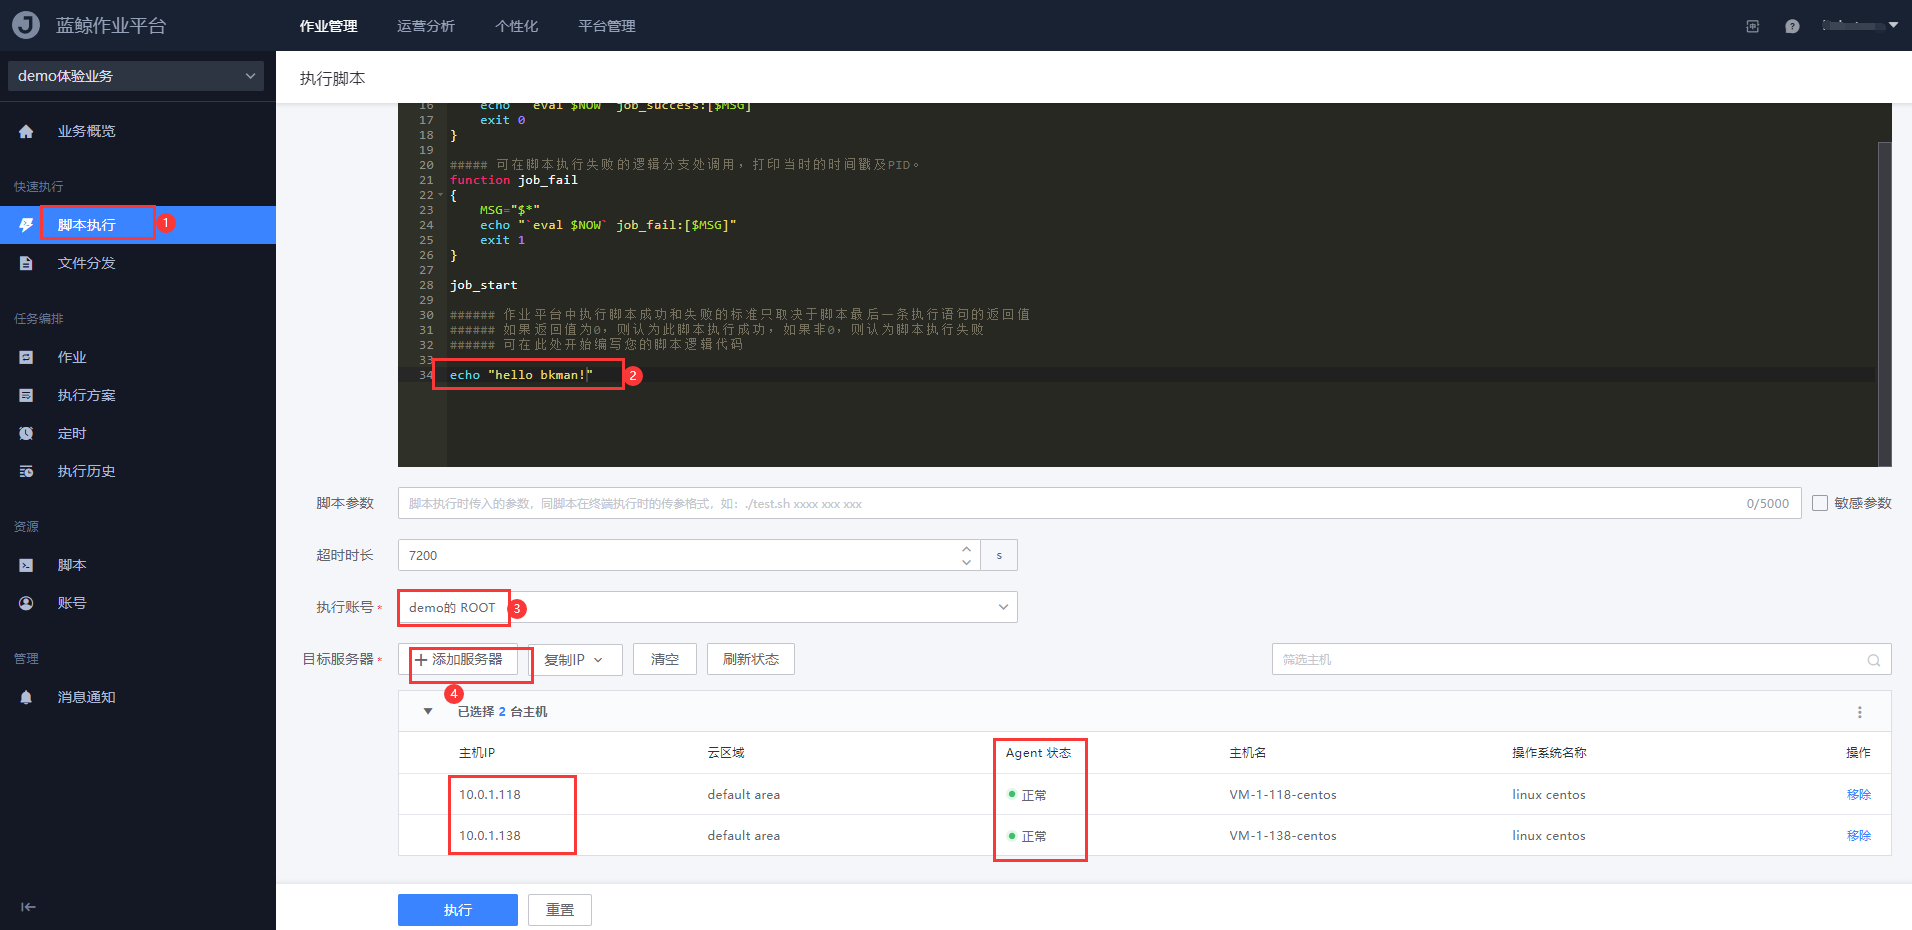 蓝鲸作业平台
作业管理 运营分析 个性化 平台管理
demo体验业务
业务概览
快速执行
脚本执行 1
文件分发
任务编排
作业
执行方案
定时
执行历史
资源
脚本
账号
管理
消息通知
执行脚本
16 echo "`eval $NOW` job_success:[$MSG]"
17 exit 0
18 }
19
20 ##### 可在脚本执行失败的逻辑分支处调用，打印当时的时间戳及PID。
21 function job_fail
22 {
23 MSG="$*"
24 echo "`eval $NOW` job_fail:[$MSG]"
25 exit 1
26 }
27
28 job_start
29
30 ###### 作业平台中执行脚本成功和失败的标准只取决于脚本最后一条执行语句的返回值
31 ###### 如果返回值为0，则认为此脚本执行成功，如果非0，则认为脚本执行失败
32 ###### 可在此处开始编写您的脚本逻辑代码
33
34 echo "hello bkman!" 2
脚本参数 脚本执行时传入的参数，同脚本在终端执行时的传参格式，如：./test.sh xxxx xxx xxx 0/5000 敏感参数
超时时长 7200 s
执行账号* demo的 ROOT 3
目标服务器* 添加服务器 复制IP 清空 刷新状态 筛选主机
4
已选择 2 台主机
主机IP 云区域 Agent 状态 主机名 操作系统名称 操作
10.0.1.118 default area 正常 VM-1-118-centos linux centos 移除
10.0.1.138 default area 正常 VM-1-138-centos linux centos 移除
执行 重置